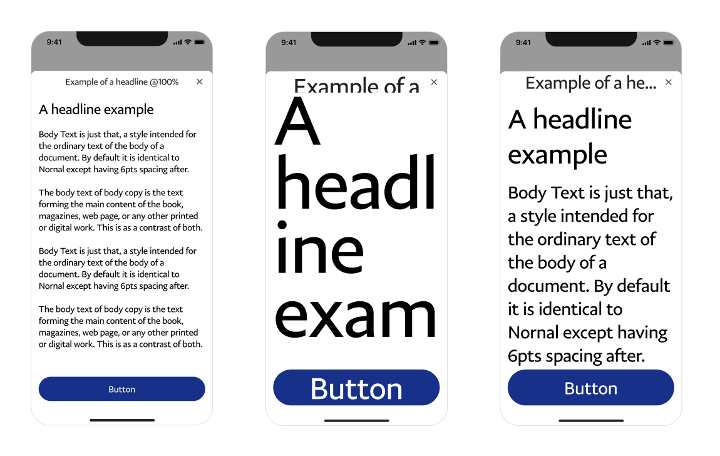 9:41
Example of a headline @100%
A headline example
Body Text is just that, a style intended for
the ordinary text of the body of a
document. By default it is identical to
Nornal except having 6pts spacing after.
The body text of body copy is the text
forming the main content of the book,
magazines, web page, or any other printed
or digital work. This is as a contrast of both.
Body Text is just that, a style intended for
the ordinary text of the body of a
document. By default it is identical to
Nornal except having 6pts spacing after.
The body text of body copy is the text
forming the main content of the book,
magazines, web page, or any other printed
or digital work. This is as a contrast of both.
Button
9:41
Example of a
A
headl
ine
exam
Button
9:41
Example of a he...
A headline
example
Body Text is just that,
a style intended for
the ordinary text of
the body of a
document. By default
it is identical to
Nornal except having
6pts spacing after.
Button